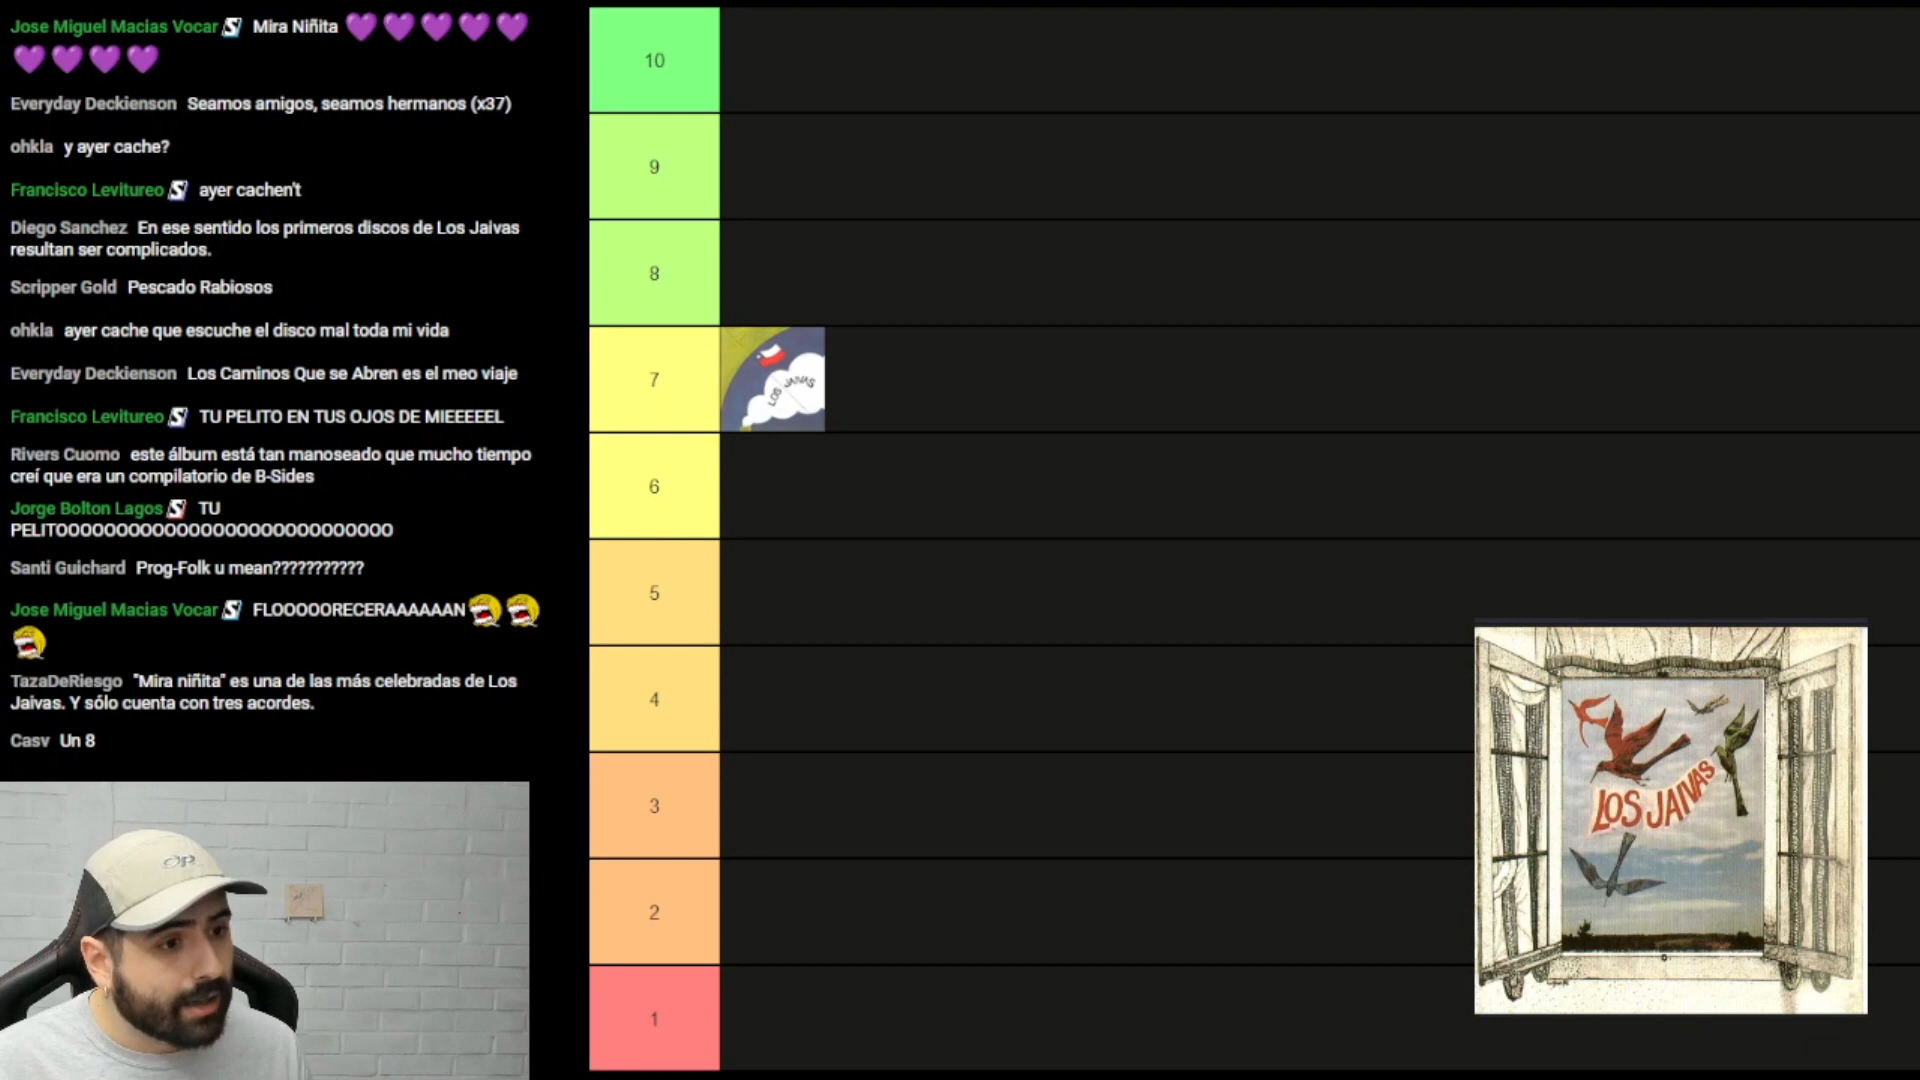 Jose Miguel Macias Vocar S Mira Niñita
Everyday Deckienson Seamos amigos, seamos hermanos (x37)
ohkla y ayer cache?
Francisco Levitureo S ayer cachen't
Diego Sanchez En ese sentido los primeros discos de Los Jaivas
resultan ser complicados.
Scripper Gold Pescado Rabiosos
ohkla ayer cache que escuche el disco mal toda mi vida
Everyday Deckienson Los Caminos Que se Abren es el meo viaje
Francisco Levitureo S TU PELITO EN TUS OJOS DE MIEEEEEL
Rivers Cuomo este álbum está tan manoseado que mucho tiempo
creí que era un compilatorio de B-Sides
Jorge Bolton Lagos S TU
PELITOOOOOOOOOOOOOOOOOOOOOOOOOOOOO
Santi Guichard Prog-Folk u mean???????????
Jose Miguel Macias Vocar S FLOOOOORECERAAAAAAN
TazaDeRiesgo "Mira niñita" es una de las más celebradas de Los
Jaivas. Y sólo cuenta con tres acordes.
Casv Un 8
OR
10
9
8
7
LOS JAIVAS
6
5
4
3
2
1
LOS JAIVAS